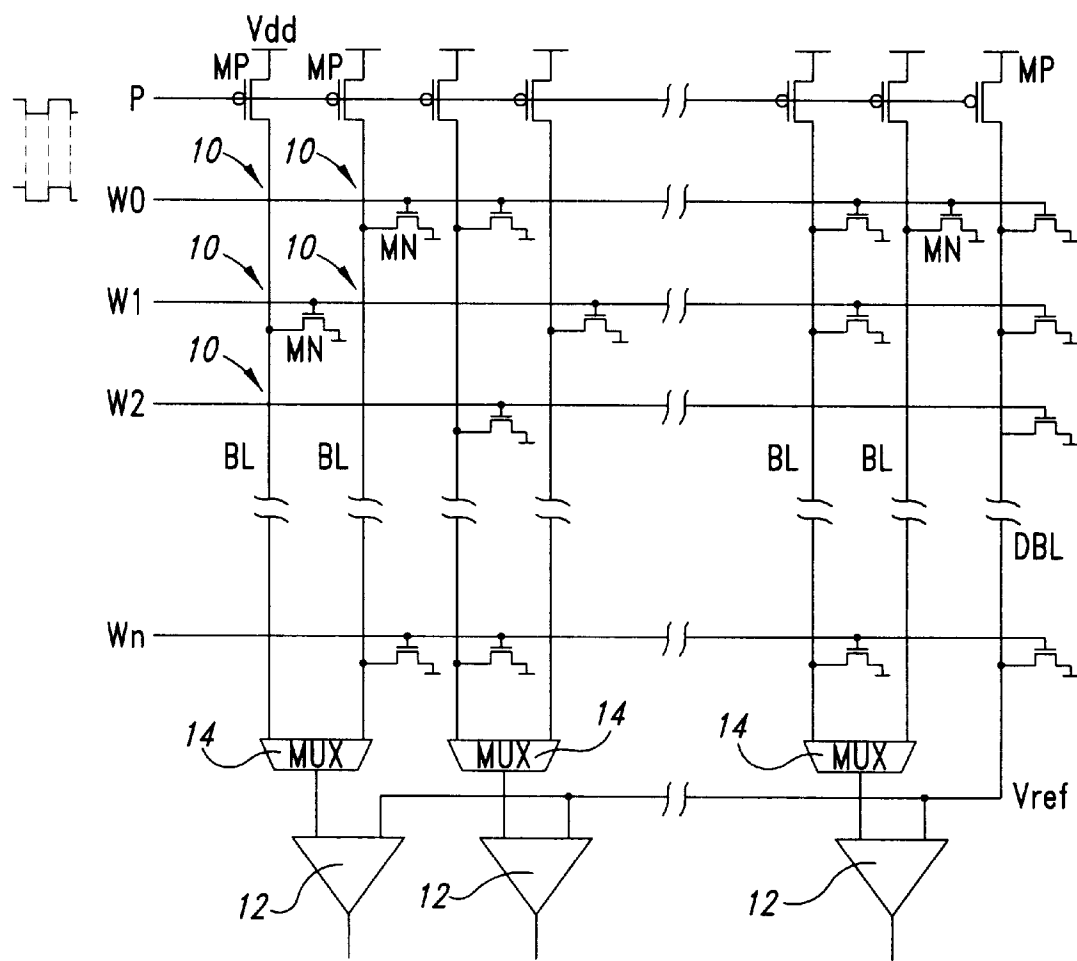 Vdd
MP MP MP
P
10 10
W0
MN MN
10 10
W1
MN
10
W2
BL BL BL BL
DBL
Wn
14 MUX MUX 14 14 MUX
Vref
12 12 12